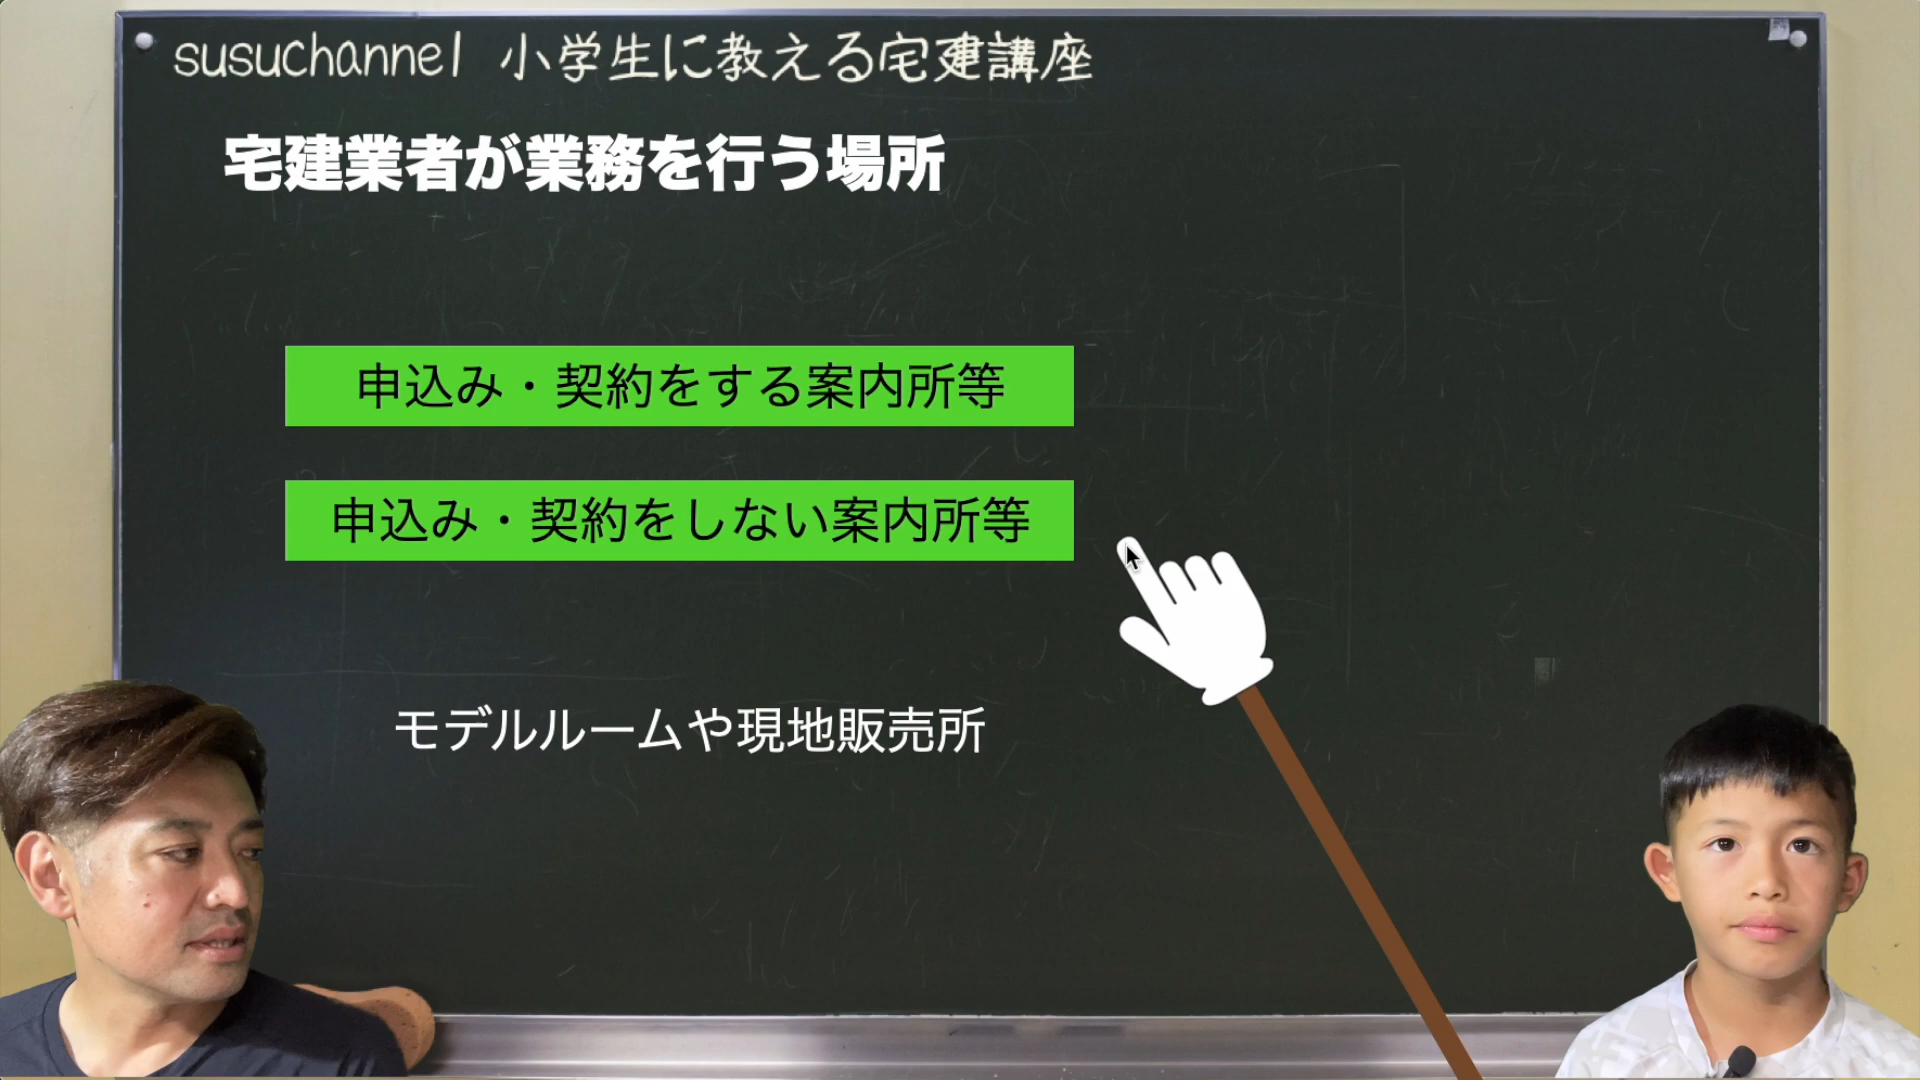 susuchannel 小学生に教える宅建講座
宅建業者が業務を行う場所
申込み・契約をする案内所等
申込み・契約をしない案内所等
モデルルームや現地販売所